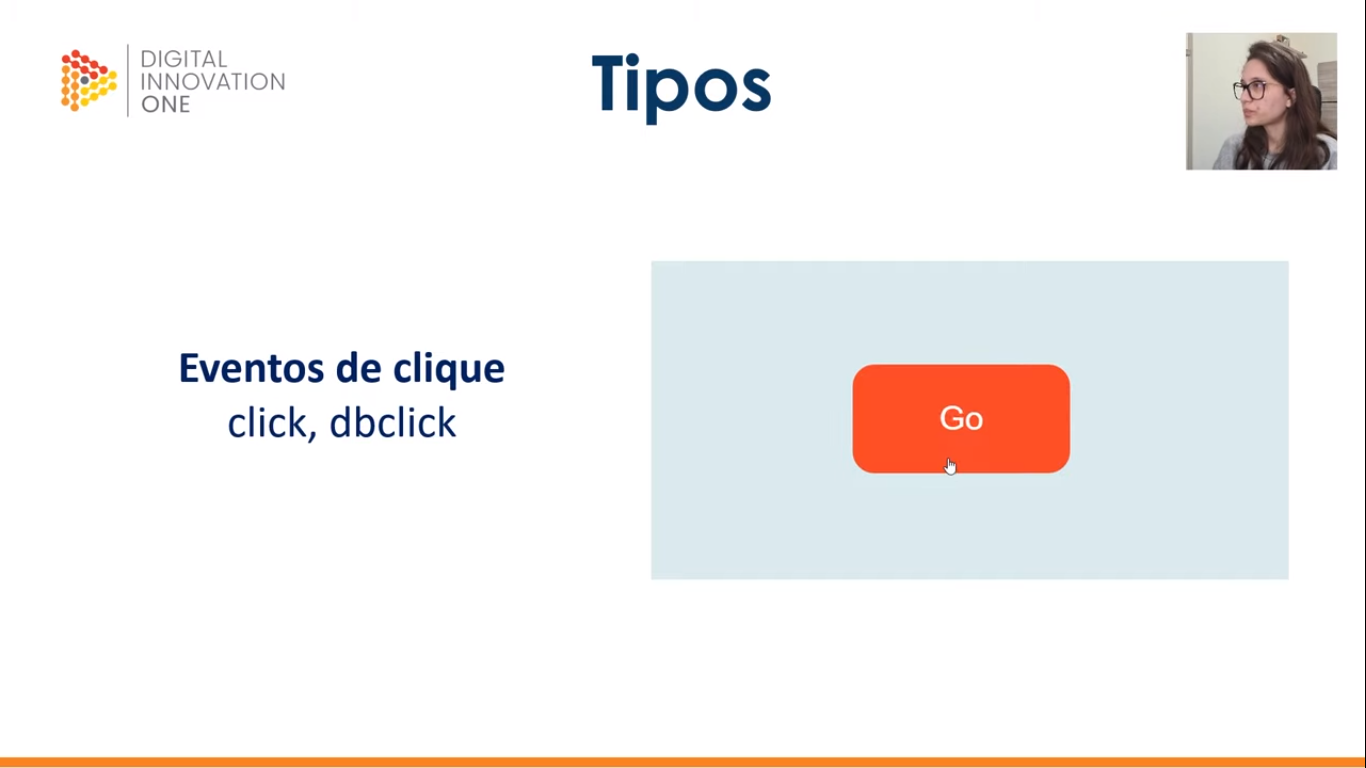 DIGITAL
INNOVATION
ONE
Tipos
Eventos de clique
click, dbclick
Go